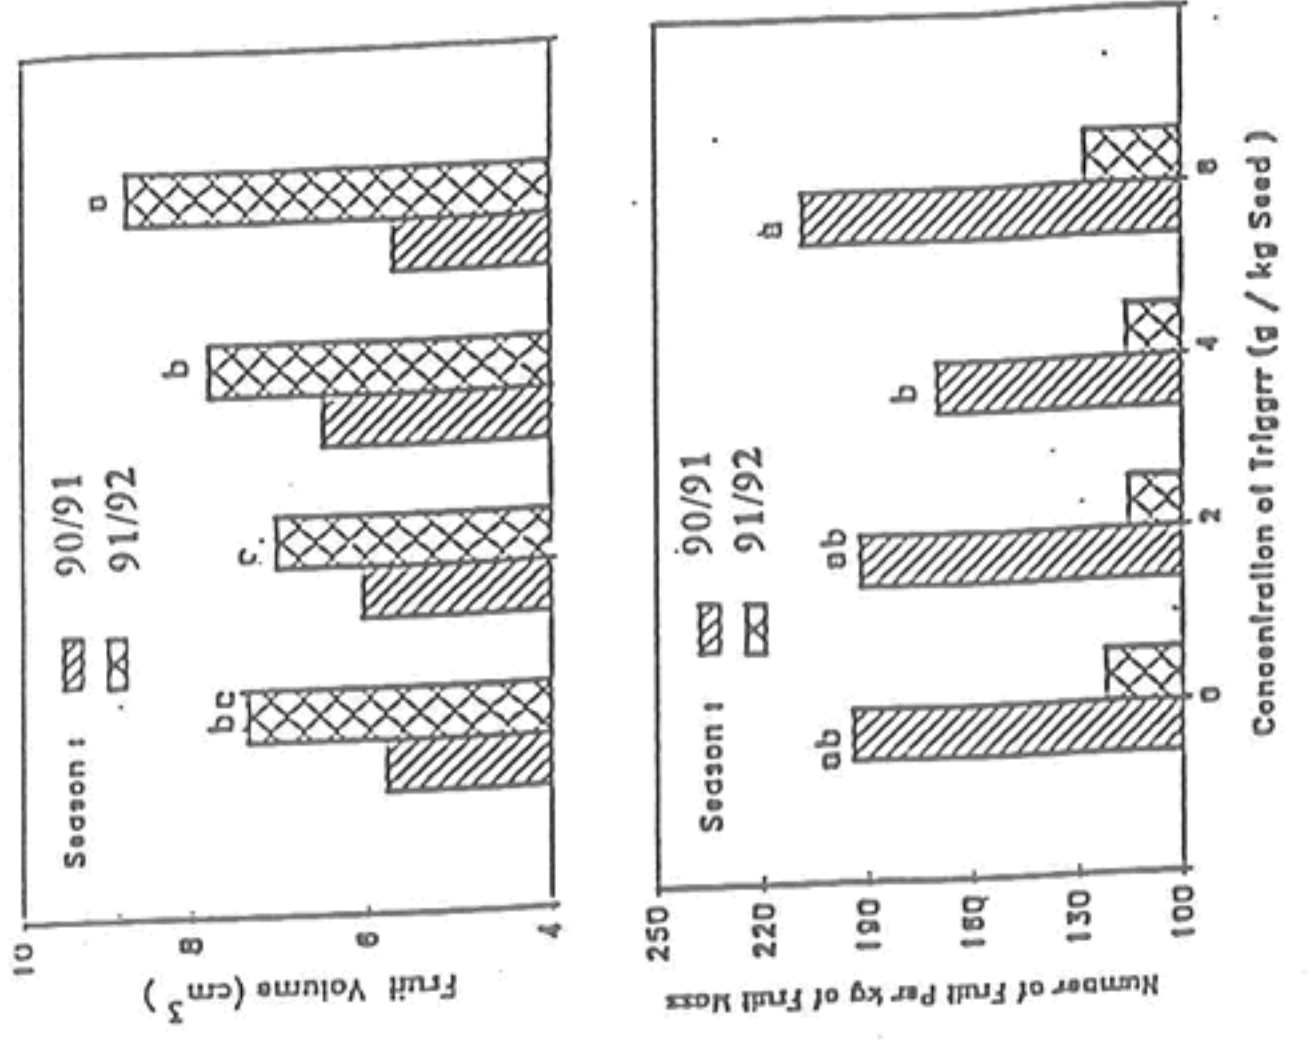 Fruit Volume (cm³)
10
8
6
4
Season : 90/91
91/92
bc
c
b
a
Number of Fruit Per kg of Fruit Mass
250
220
190
160
130
100
Season : 90/91
91/92
ab
ab
b
a
0 2 4 8
Concentration of Triggrr (g / kg Seed)